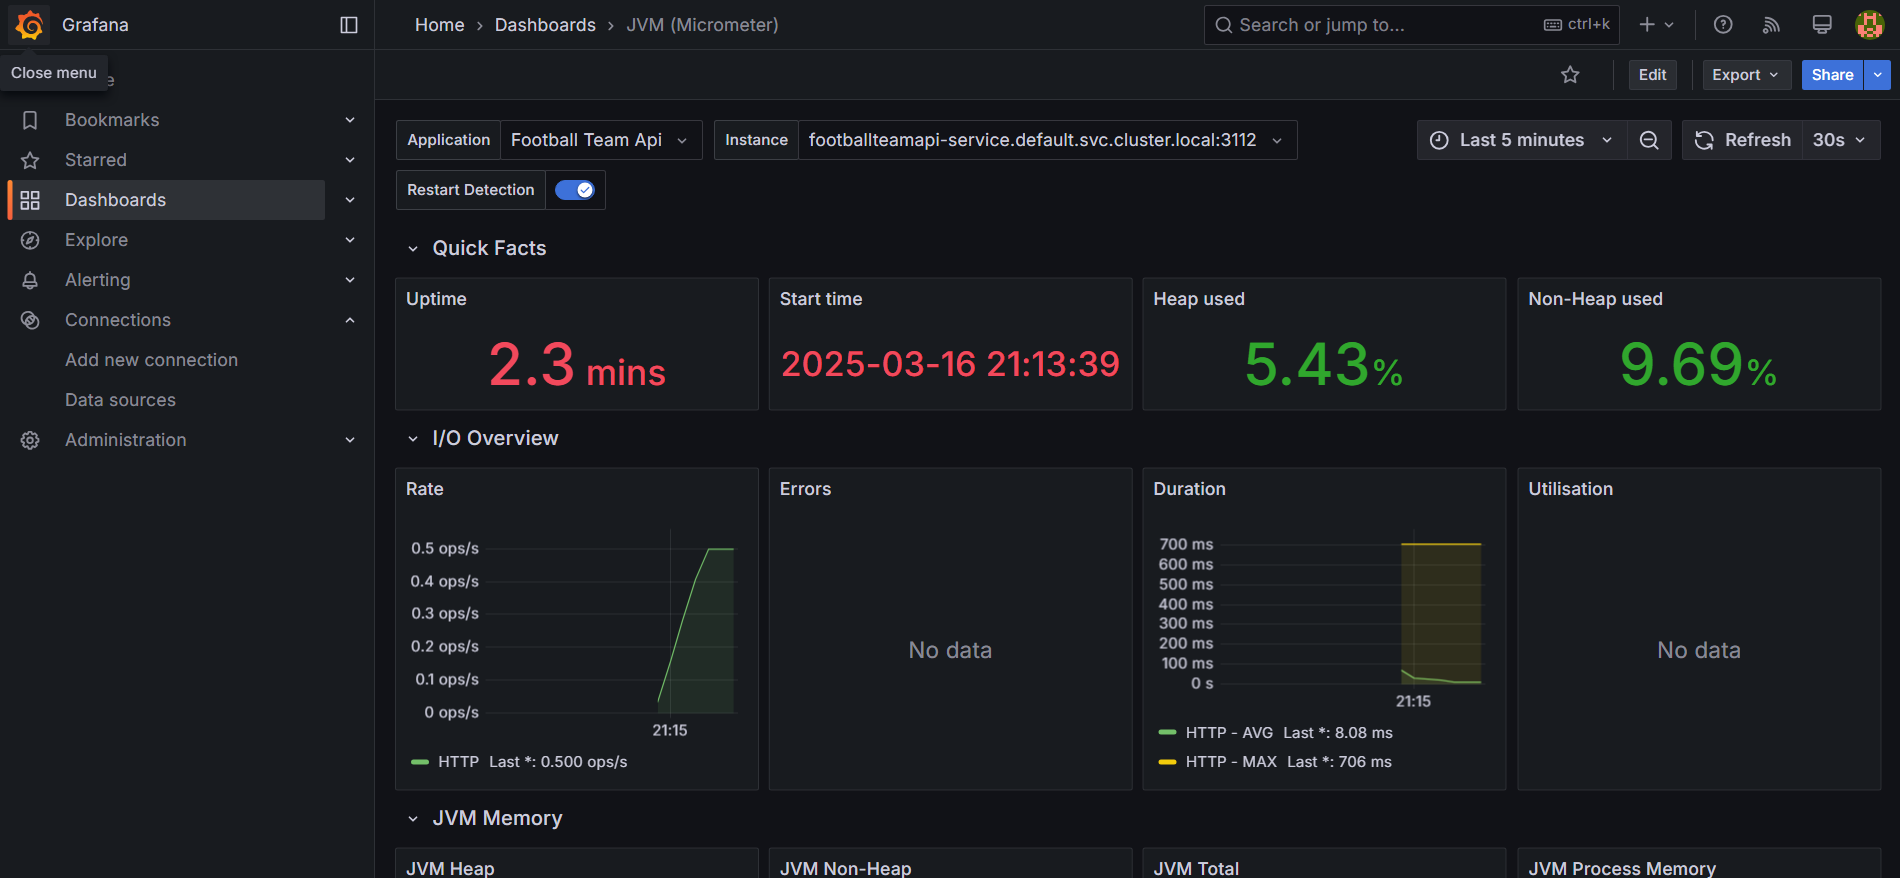 Grafana
Home › Dashboards › JVM (Micrometer)
Search or jump to...
ctrl+k
Close menu
Edit
Export
Share
Bookmarks
Starred
Dashboards
Explore
Alerting
Connections
Add new connection
Data sources
Administration
Application
Football Team Api
Instance
footballteamapi-service.default.svc.cluster.local:3112
Last 5 minutes
Refresh
30s
Restart Detection
Quick Facts
Uptime
2.3 mins
Start time
2025-03-16 21:13:39
Heap used
5.43%
Non-Heap used
9.69%
I/O Overview
Rate
0.5 ops/s
0.4 ops/s
0.3 ops/s
0.2 ops/s
0.1 ops/s
0 ops/s
21:15
HTTP Last *: 0.500 ops/s
Errors
No data
Duration
700 ms
600 ms
500 ms
400 ms
300 ms
200 ms
100 ms
0 s
21:15
HTTP - AVG Last *: 8.08 ms
HTTP - MAX Last *: 706 ms
Utilisation
No data
JVM Memory
JVM Heap
JVM Non-Heap
JVM Total
JVM Process Memory